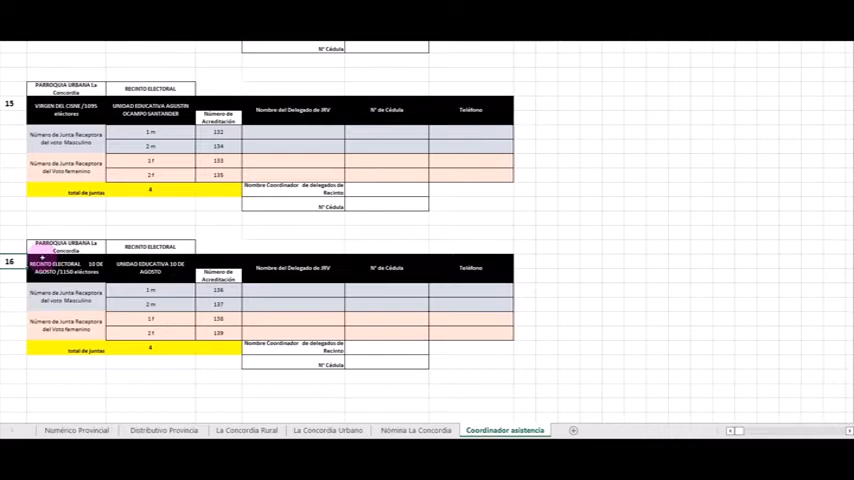 N° Cédula
PARROQUIA URBANA La
Concordia
RECINTO ELECTORAL
15
VIRGEN DEL CISNE /1095
eléctores
UNIDAD EDUCATIVA AGUSTIN
OCAMPO SANTANDER
Número de
Acreditación
Nombre del Delegado de JRV
N° de Cédula
Teléfono
Número de Junta Receptora
del voto Masculino
1 m
132
2 m
134
Número de Junta Receptora
del Voto femenino
1 f
133
2 f
135
total de juntas
4
Nombre Coordinador de delegados de
Recinto
N° Cédula
PARROQUIA URBANA La
Concordia
RECINTO ELECTORAL
16
RECINTO ELECTORAL 10 DE
AGOSTO /1150 eléctores
UNIDAD EDUCATIVA 10 DE
AGOSTO
Número de
Acreditación
Nombre del Delegado de JRV
N° de Cédula
Teléfono
Número de Junta Receptora
del voto Masculino
1 m
136
2 m
137
Número de Junta Receptora
del Voto femenino
1 f
138
2 f
139
total de juntas
4
Nombre Coordinador de delegados de
Recinto
N° Cédula
Numérico Provincial
Distributivo Provincia
La Concordia Rural
La Concordia Urbano
Nómina La Concordia
Coordinador asistencia